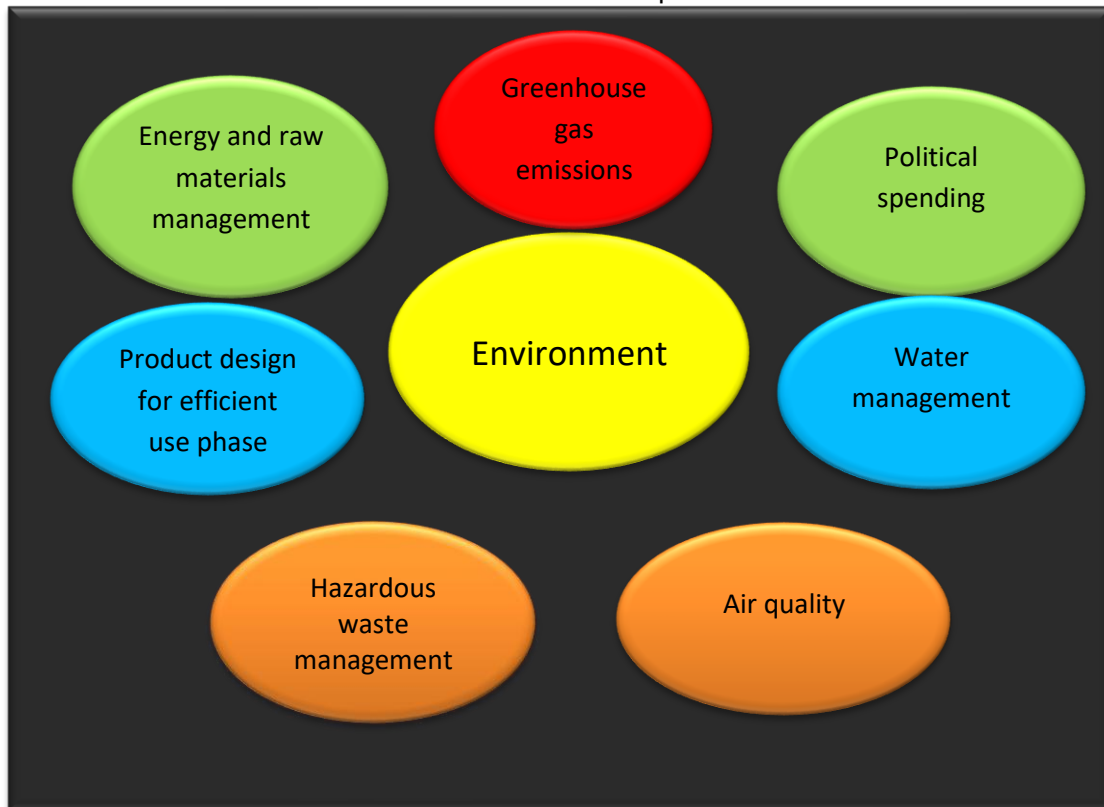 Greenhouse
gas
emissions
Energy and raw
materials
management
Political
spending
Environment
Product design
for efficient
use phase
Water
management
Hazardous
waste
management
Air quality